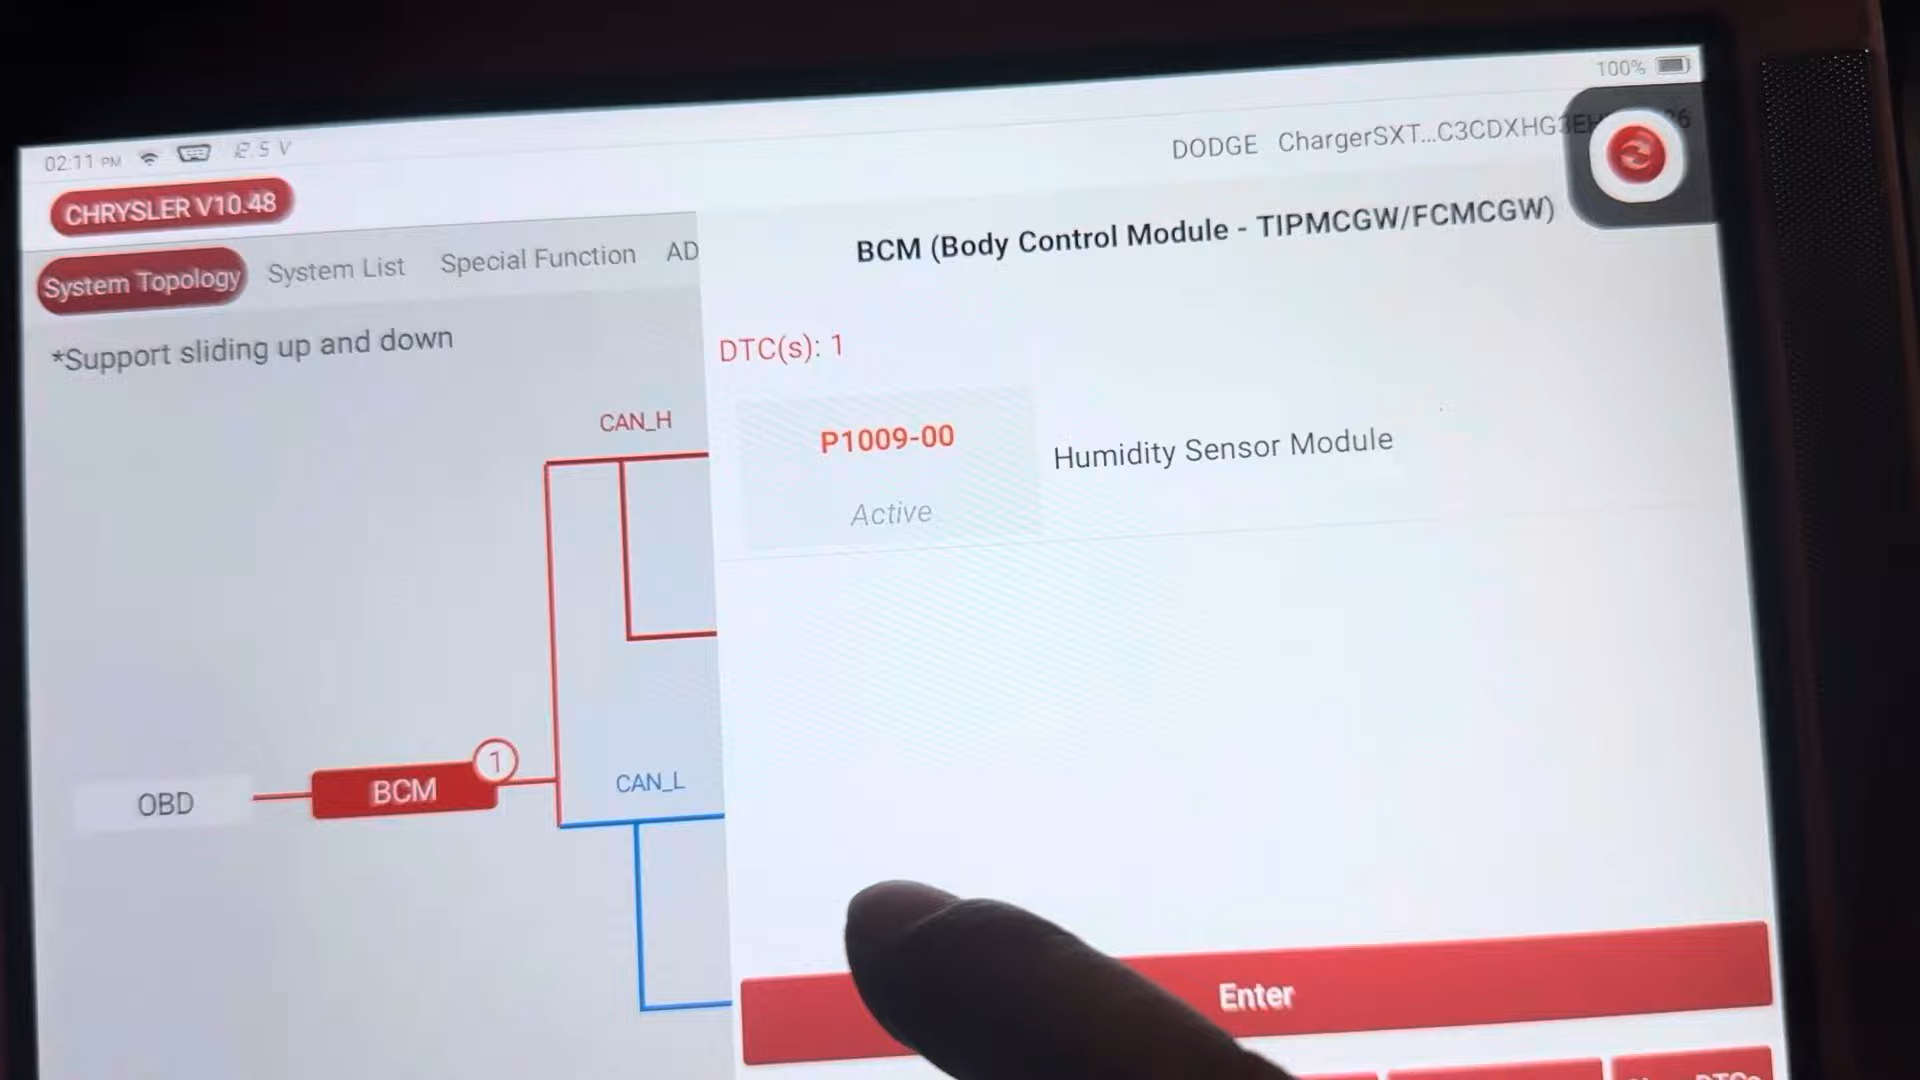 100%
02:11 PM
DODGE ChargerSXT...C3CDXHG3EH
CHRYSLER V10.48
BCM (Body Control Module - TIPMCGW/FCMCGW)
System Topology System List Special Function AD
*Support sliding up and down
DTC(s): 1
CAN_H
P1009-00
Humidity Sensor Module
Active
1
CAN_L
OBD
BCM
Enter
DTCs